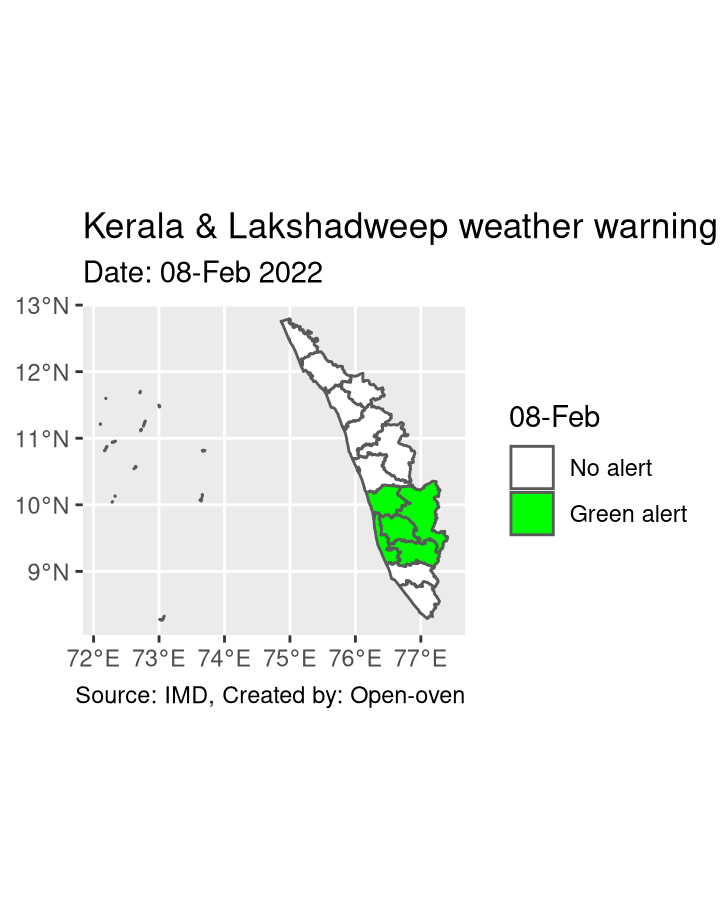 Kerala & Lakshadweep weather warning
Date: 08-Feb 2022
13°N
12°N
11°N
10°N
9°N
72°E 73°E 74°E 75°E 76°E 77°E
Source: IMD, Created by: Open-oven
08-Feb
No alert
Green alert